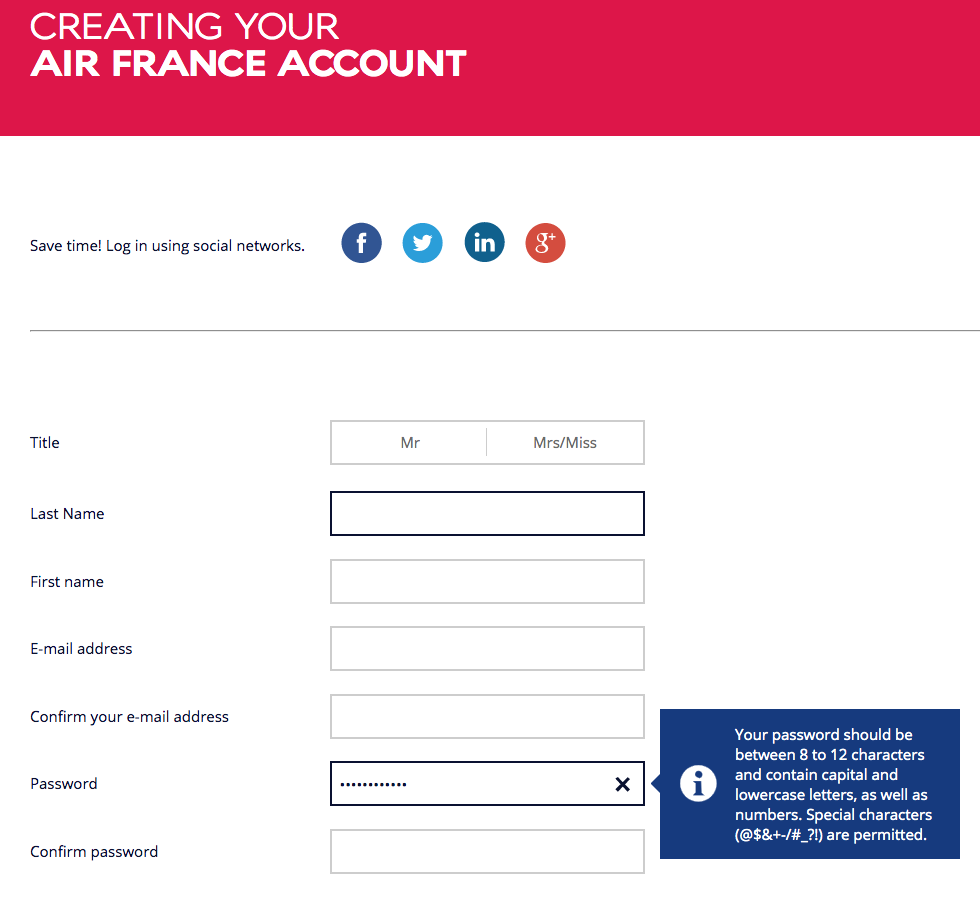 CREATING YOUR
AIR FRANCE ACCOUNT
Save time! Log in using social networks.
Title
Mr
Mrs/Miss
Last Name
First name
E-mail address
Confirm your e-mail address
Password
••••••••••••
Your password should be
between 8 to 12 characters
and contain capital and
lowercase letters, as well as
numbers. Special characters
(@$&+-/#_?!) are permitted.
Confirm password